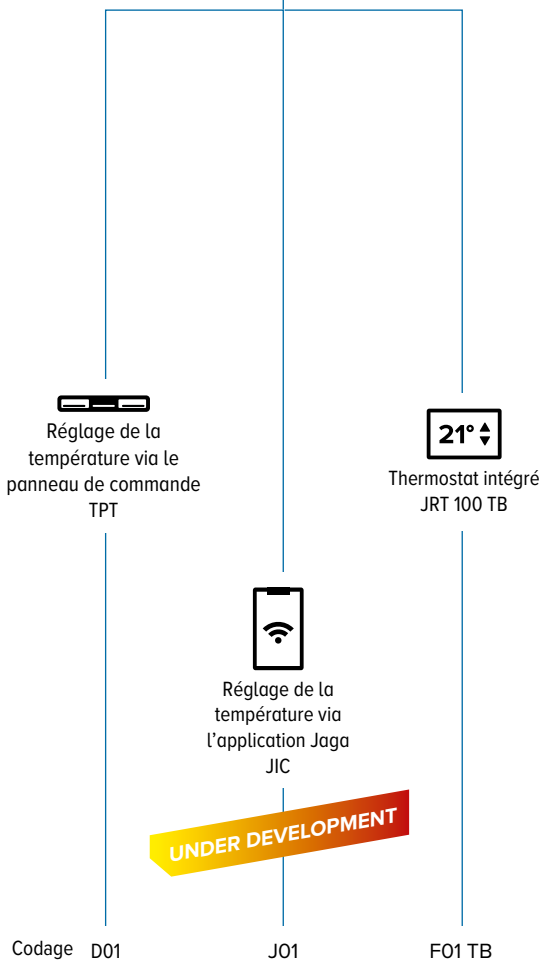 Réglage de la
température via le
panneau de commande
TPT
21°
Thermostat intégré
JRT 100 TB
Réglage de la
température via
l'application Jaga
JIC
UNDER DEVELOPMENT
Codage D01 J01 F01 TB